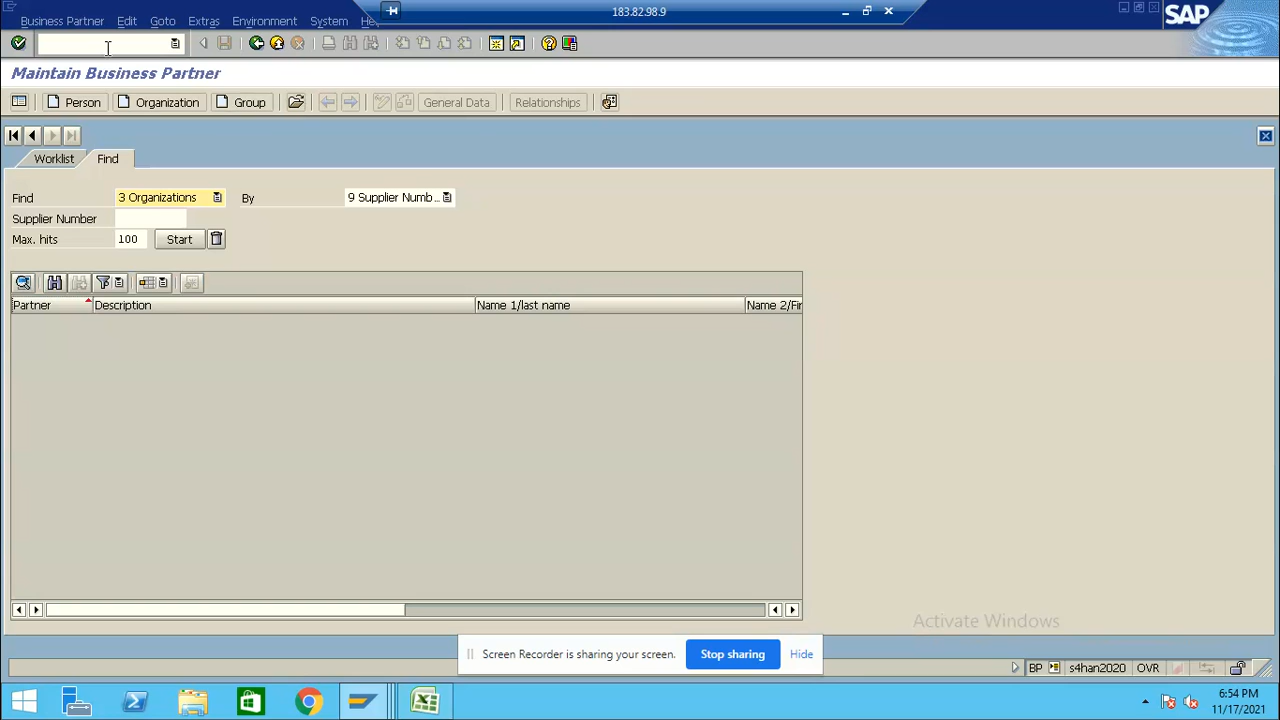 183.82.98.9
Business Partner Edit Goto Extras Environment System
SAP
Maintain Business Partner
Person Organization Group General Data Relationships
Worklist Find
Find 3 Organizations By 9 Supplier Numb..
Supplier Number
Max. hits 100 Start
Partner Description Name 1/last name Name 2/Fir
Activate Windows
Screen Recorder is sharing your screen. Stop sharing Hide
BP s4han2020 OVR
6:54 PM
11/17/2021